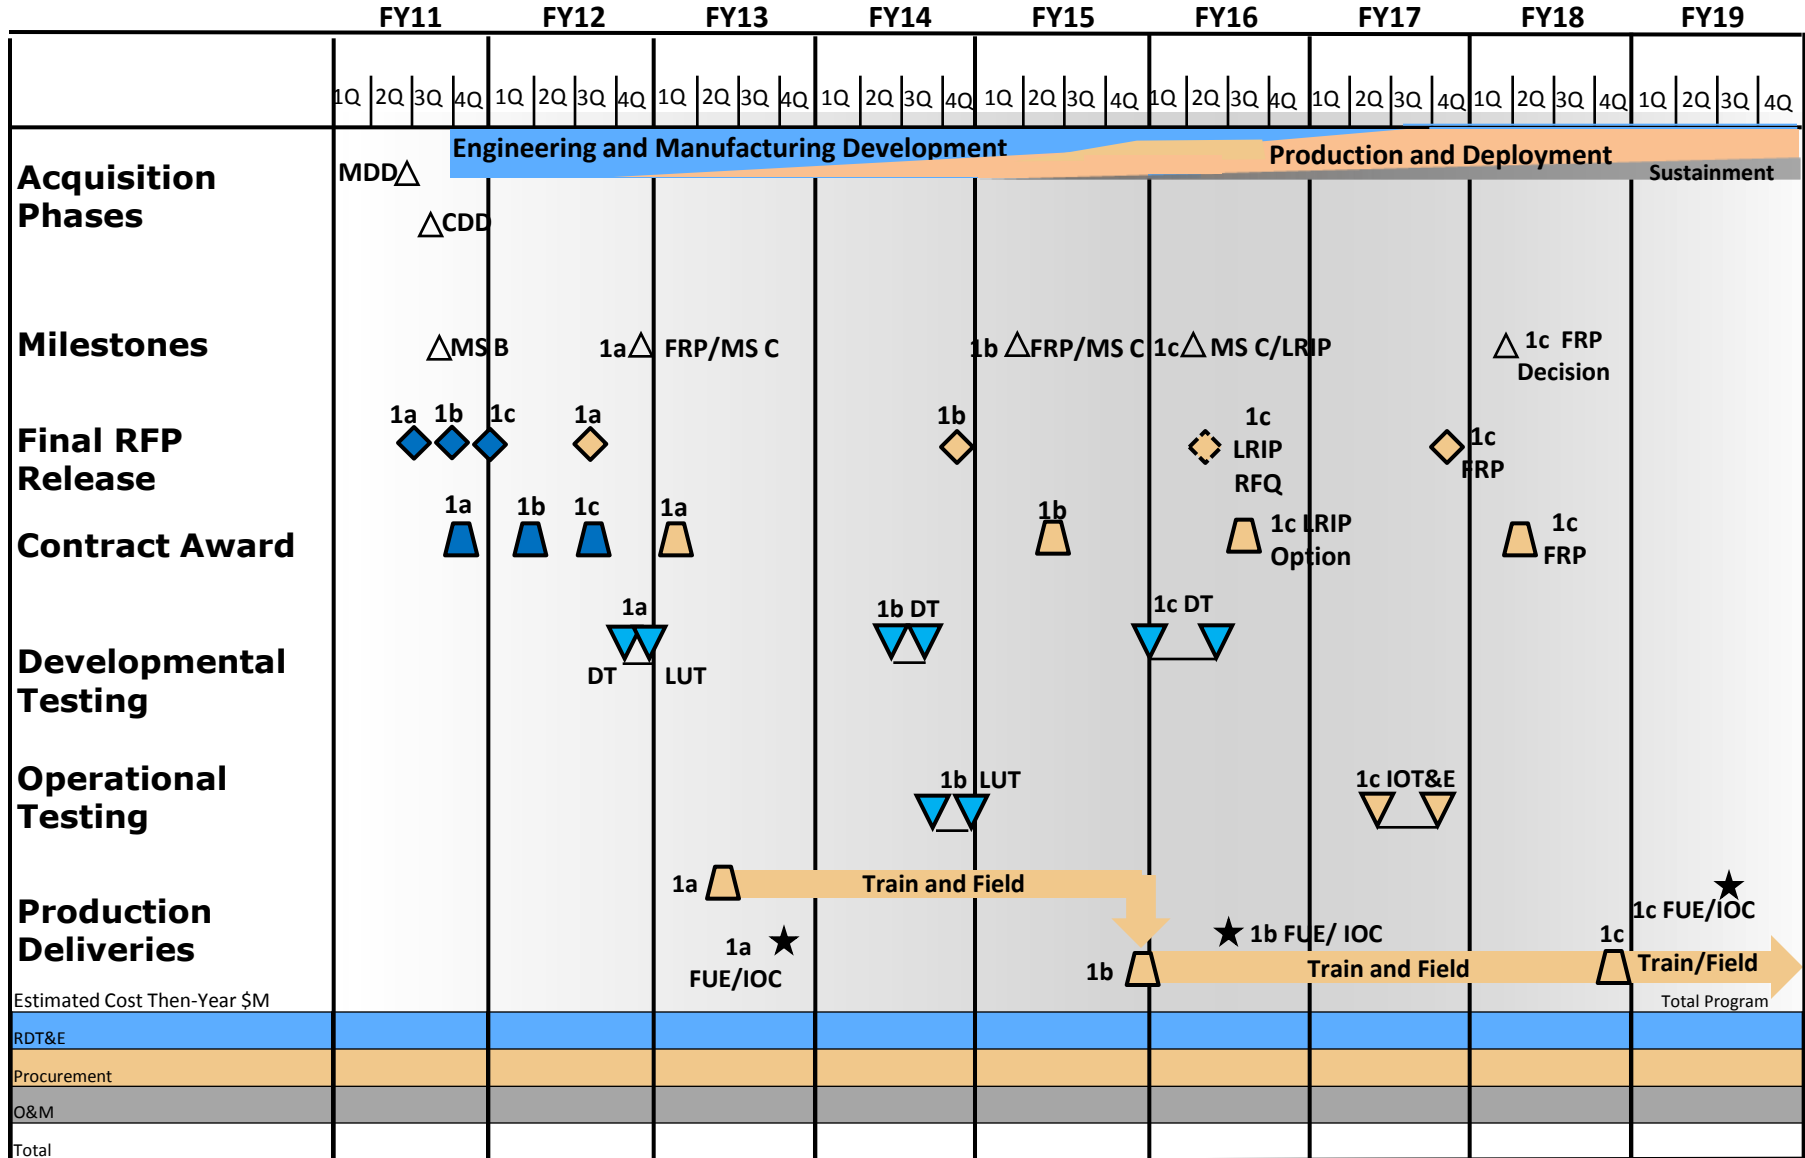 FY11 FY12 FY13 FY14 FY15 FY16 FY17 FY18 FY19
1Q 2Q 3Q 4Q 1Q 2Q 3Q 4Q 1Q 2Q 3Q 4Q 1Q 2Q 3Q 4Q 1Q 2Q 3Q 4Q 1Q 2Q 3Q 4Q 1Q 2Q 3Q 4Q 1Q 2Q 3Q 4Q 1Q 2Q 3Q 4Q
Engineering and Manufacturing Development
Production and Deployment
Sustainment
Acquisition
Phases
MDD
CDD
Milestones
MS B
1a FRP/MS C
1b FRP/MS C
1c MS C/LRIP
1c FRP
Decision
Final RFP
Release
1a 1b 1c 1a
1b
1c
LRIP
RFQ
1c
FRP
Contract Award
1a 1b 1c 1a
1b
1c LRIP
Option
1c
FRP
Developmental
Testing
1a
DT LUT
1b DT
1c DT
Operational
Testing
1b LUT
1c IOT&E
Production
Deliveries
1a
Train and Field
1a
FUE/IOC
1b
1b FUE/ IOC
Train and Field
1c
1c FUE/IOC
Train/Field
Estimated Cost Then-Year $M
Total Program
RDT&E
Procurement
O&M
Total